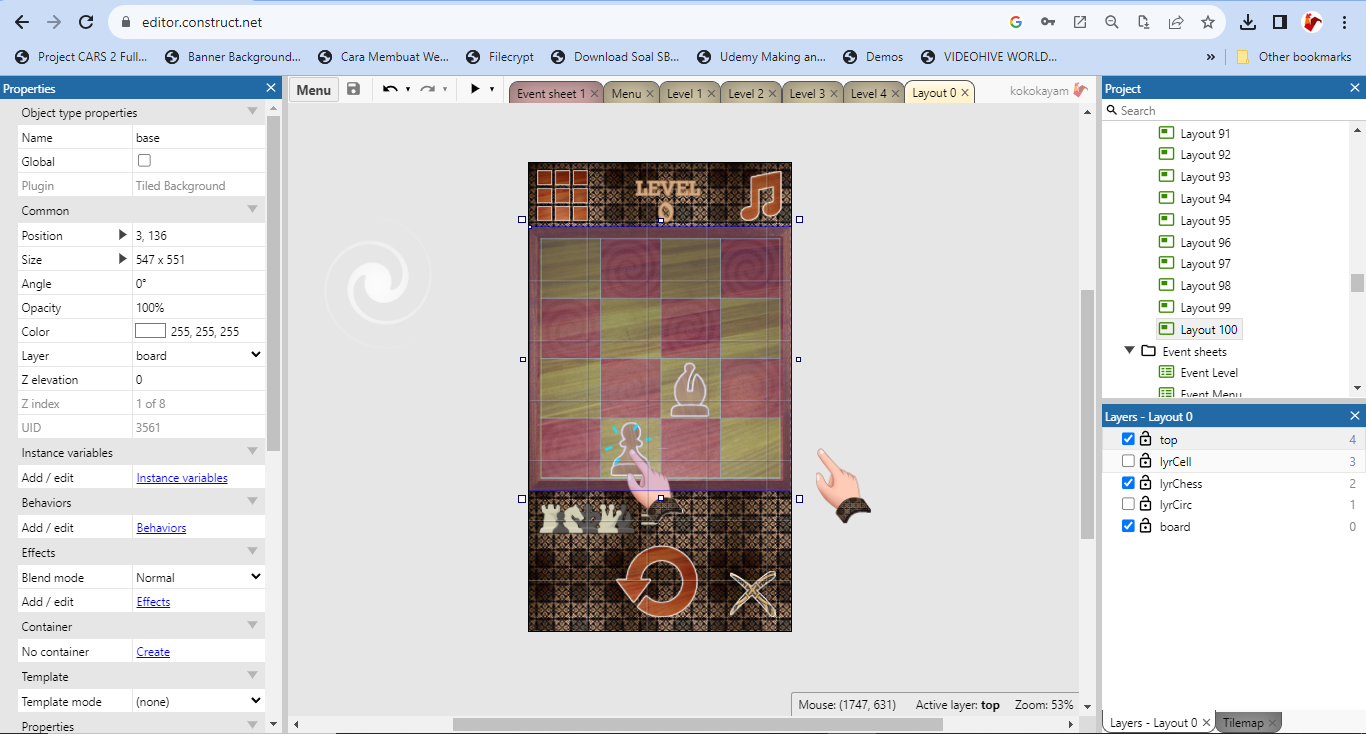 editor.construct.net
Project CARS 2 Full...
Banner Background...
Cara Membuat We...
Filecrypt
Download Soal SB...
Udemy Making an...
Demos
VIDEOHIVE WORLD...
»
Other bookmarks
Properties
Menu
Event sheet 1
Menu
Level 1
Level 2
Level 3
Level 4
Layout 0
kokokayam
Project
Object type properties
Name base
Global
Plugin Tiled Background
Common
Position 3, 136
Size 547 x 551
Angle 0°
Opacity 100%
Color 255, 255, 255
Layer board
Z elevation 0
Z index 1 of 8
UID 3561
Instance variables
Add / edit Instance variables
Behaviors
Add / edit Behaviors
Effects
Blend mode Normal
Add / edit Effects
Container
No container Create
Template
Template mode (none)
Properties
LEVEL
0
Mouse: (1747, 631) Active layer: top Zoom: 53%
Search
Layout 91
Layout 92
Layout 93
Layout 94
Layout 95
Layout 96
Layout 97
Layout 98
Layout 99
Layout 100
Event sheets
Event Level
Event Menu
Layers - Layout 0
top 4
lyrCell 3
lyrChess 2
lyrCirc 1
board 0
Layers - Layout 0
Tilemap